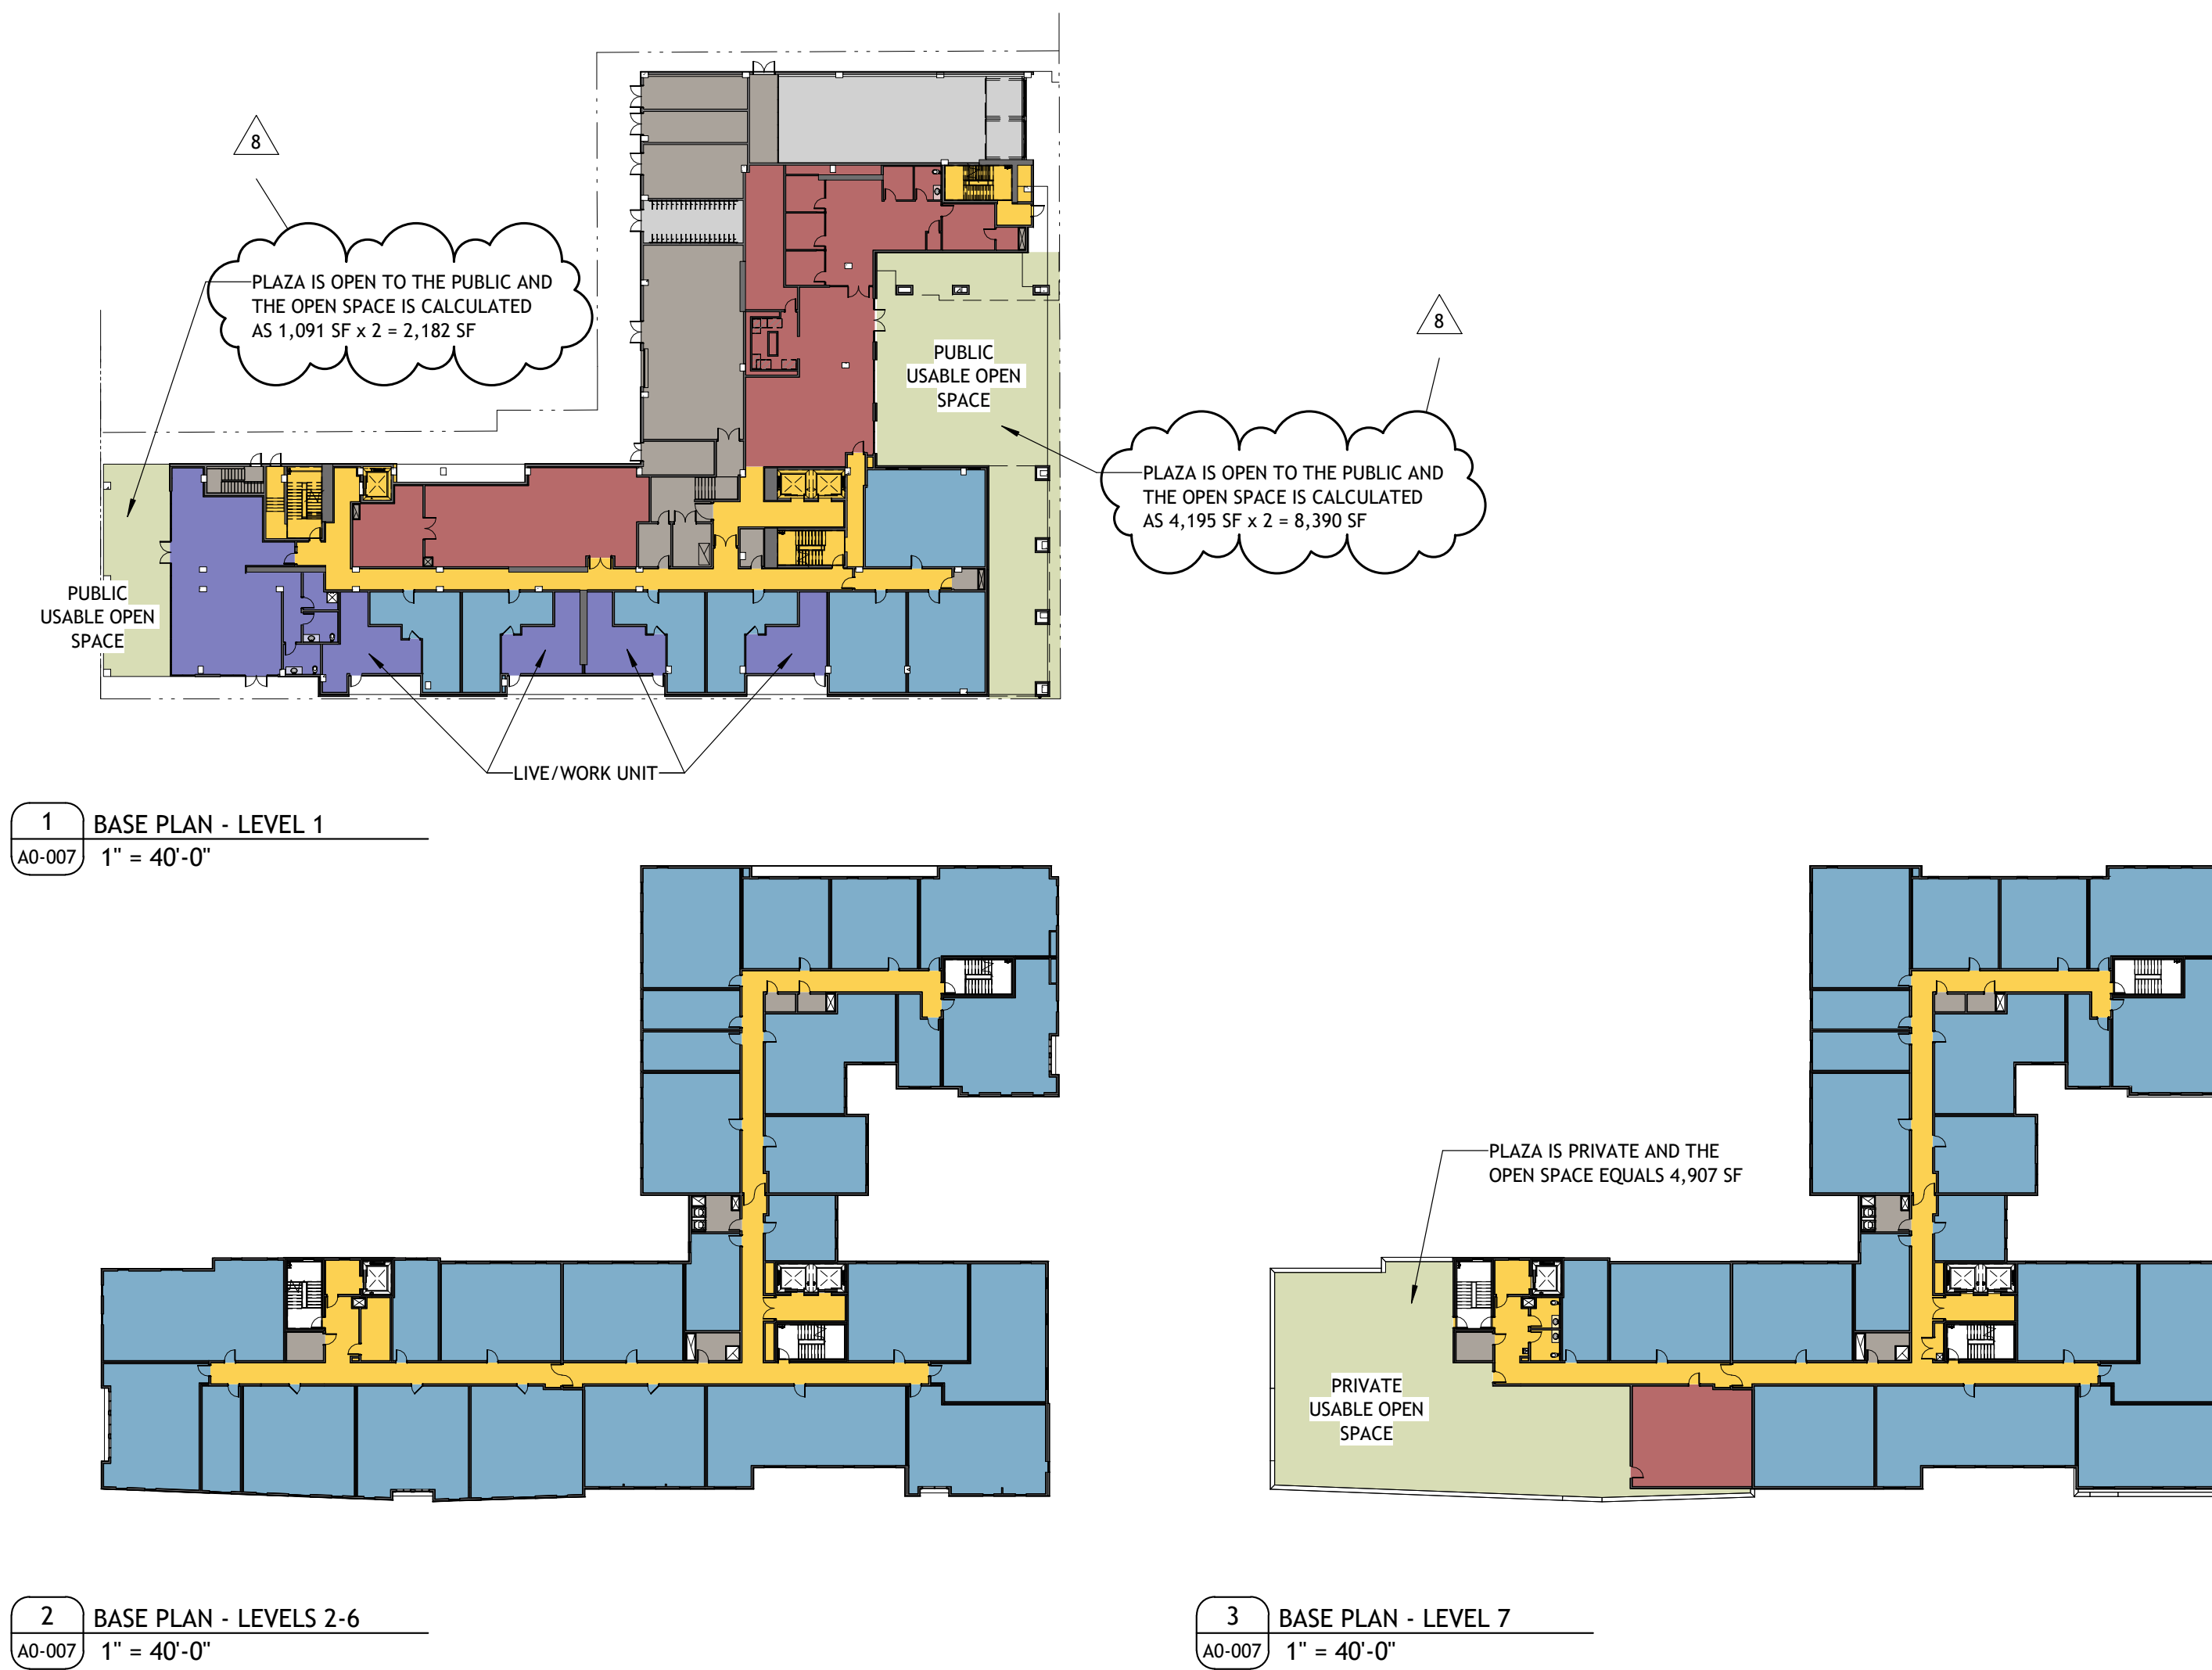 8
PLAZA IS OPEN TO THE PUBLIC AND
THE OPEN SPACE IS CALCULATED
AS 1,091 SF x 2 = 2,182 SF
8
PUBLIC
USABLE OPEN
SPACE
PLAZA IS OPEN TO THE PUBLIC AND
THE OPEN SPACE IS CALCULATED
AS 4,195 SF x 2 = 8,390 SF
PUBLIC
USABLE OPEN
SPACE
LIVE/WORK UNIT
1
BASE PLAN - LEVEL 1
A0-007
1" = 40'-0"
PLAZA IS PRIVATE AND THE
OPEN SPACE EQUALS 4,907 SF
PRIVATE
USABLE OPEN
SPACE
2
BASE PLAN - LEVELS 2-6
A0-007
1" = 40'-0"
3
BASE PLAN - LEVEL 7
A0-007
1" = 40'-0"